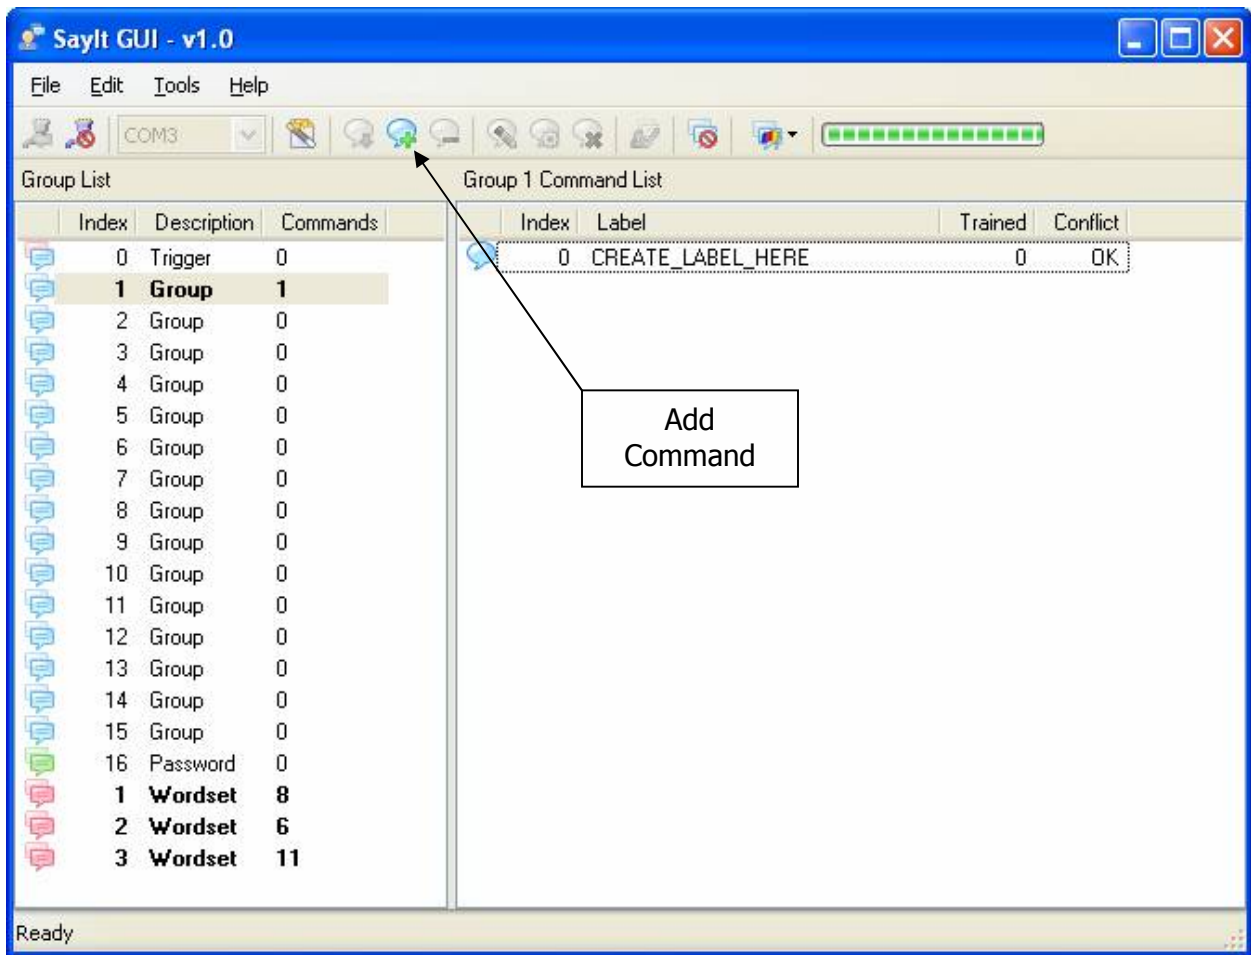 SayIt GUI - v1.0
File Edit Tools Help
COM3
Group List
Group 1 Command List
Index Description Commands
Index Label Trained Conflict
0 Trigger 0
0 CREATE_LABEL_HERE 0 OK
1 Group 1
2 Group 0
3 Group 0
4 Group 0
5 Group 0
6 Group 0
7 Group 0
8 Group 0
9 Group 0
10 Group 0
11 Group 0
12 Group 0
13 Group 0
14 Group 0
15 Group 0
16 Password 0
1 Wordset 8
2 Wordset 6
3 Wordset 11
Add
Command
Ready